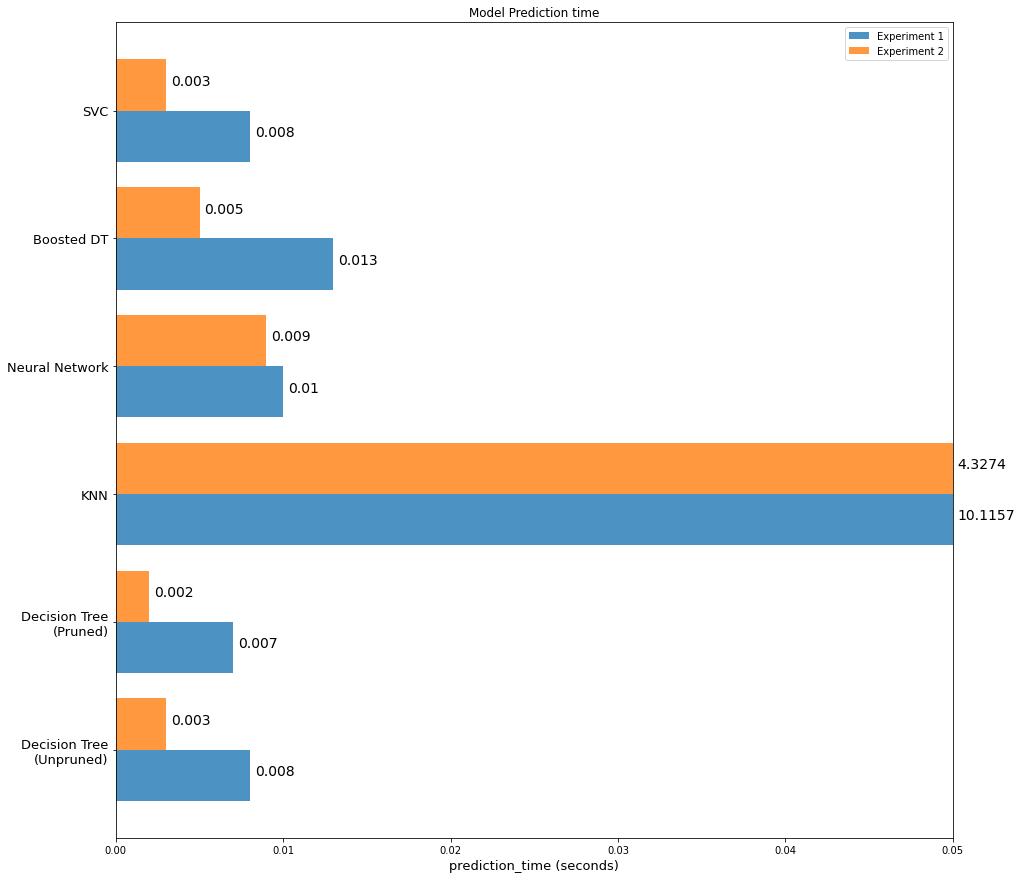 Model Prediction time
Experiment 1
Experiment 2
SVC
0.003
0.008
Boosted DT
0.005
0.013
Neural Network
0.009
0.01
KNN
4.3274
10.1157
Decision Tree
(Pruned)
0.002
0.007
Decision Tree
(Unpruned)
0.003
0.008
0.00 0.01 0.02 0.03 0.04 0.05
prediction_time (seconds)